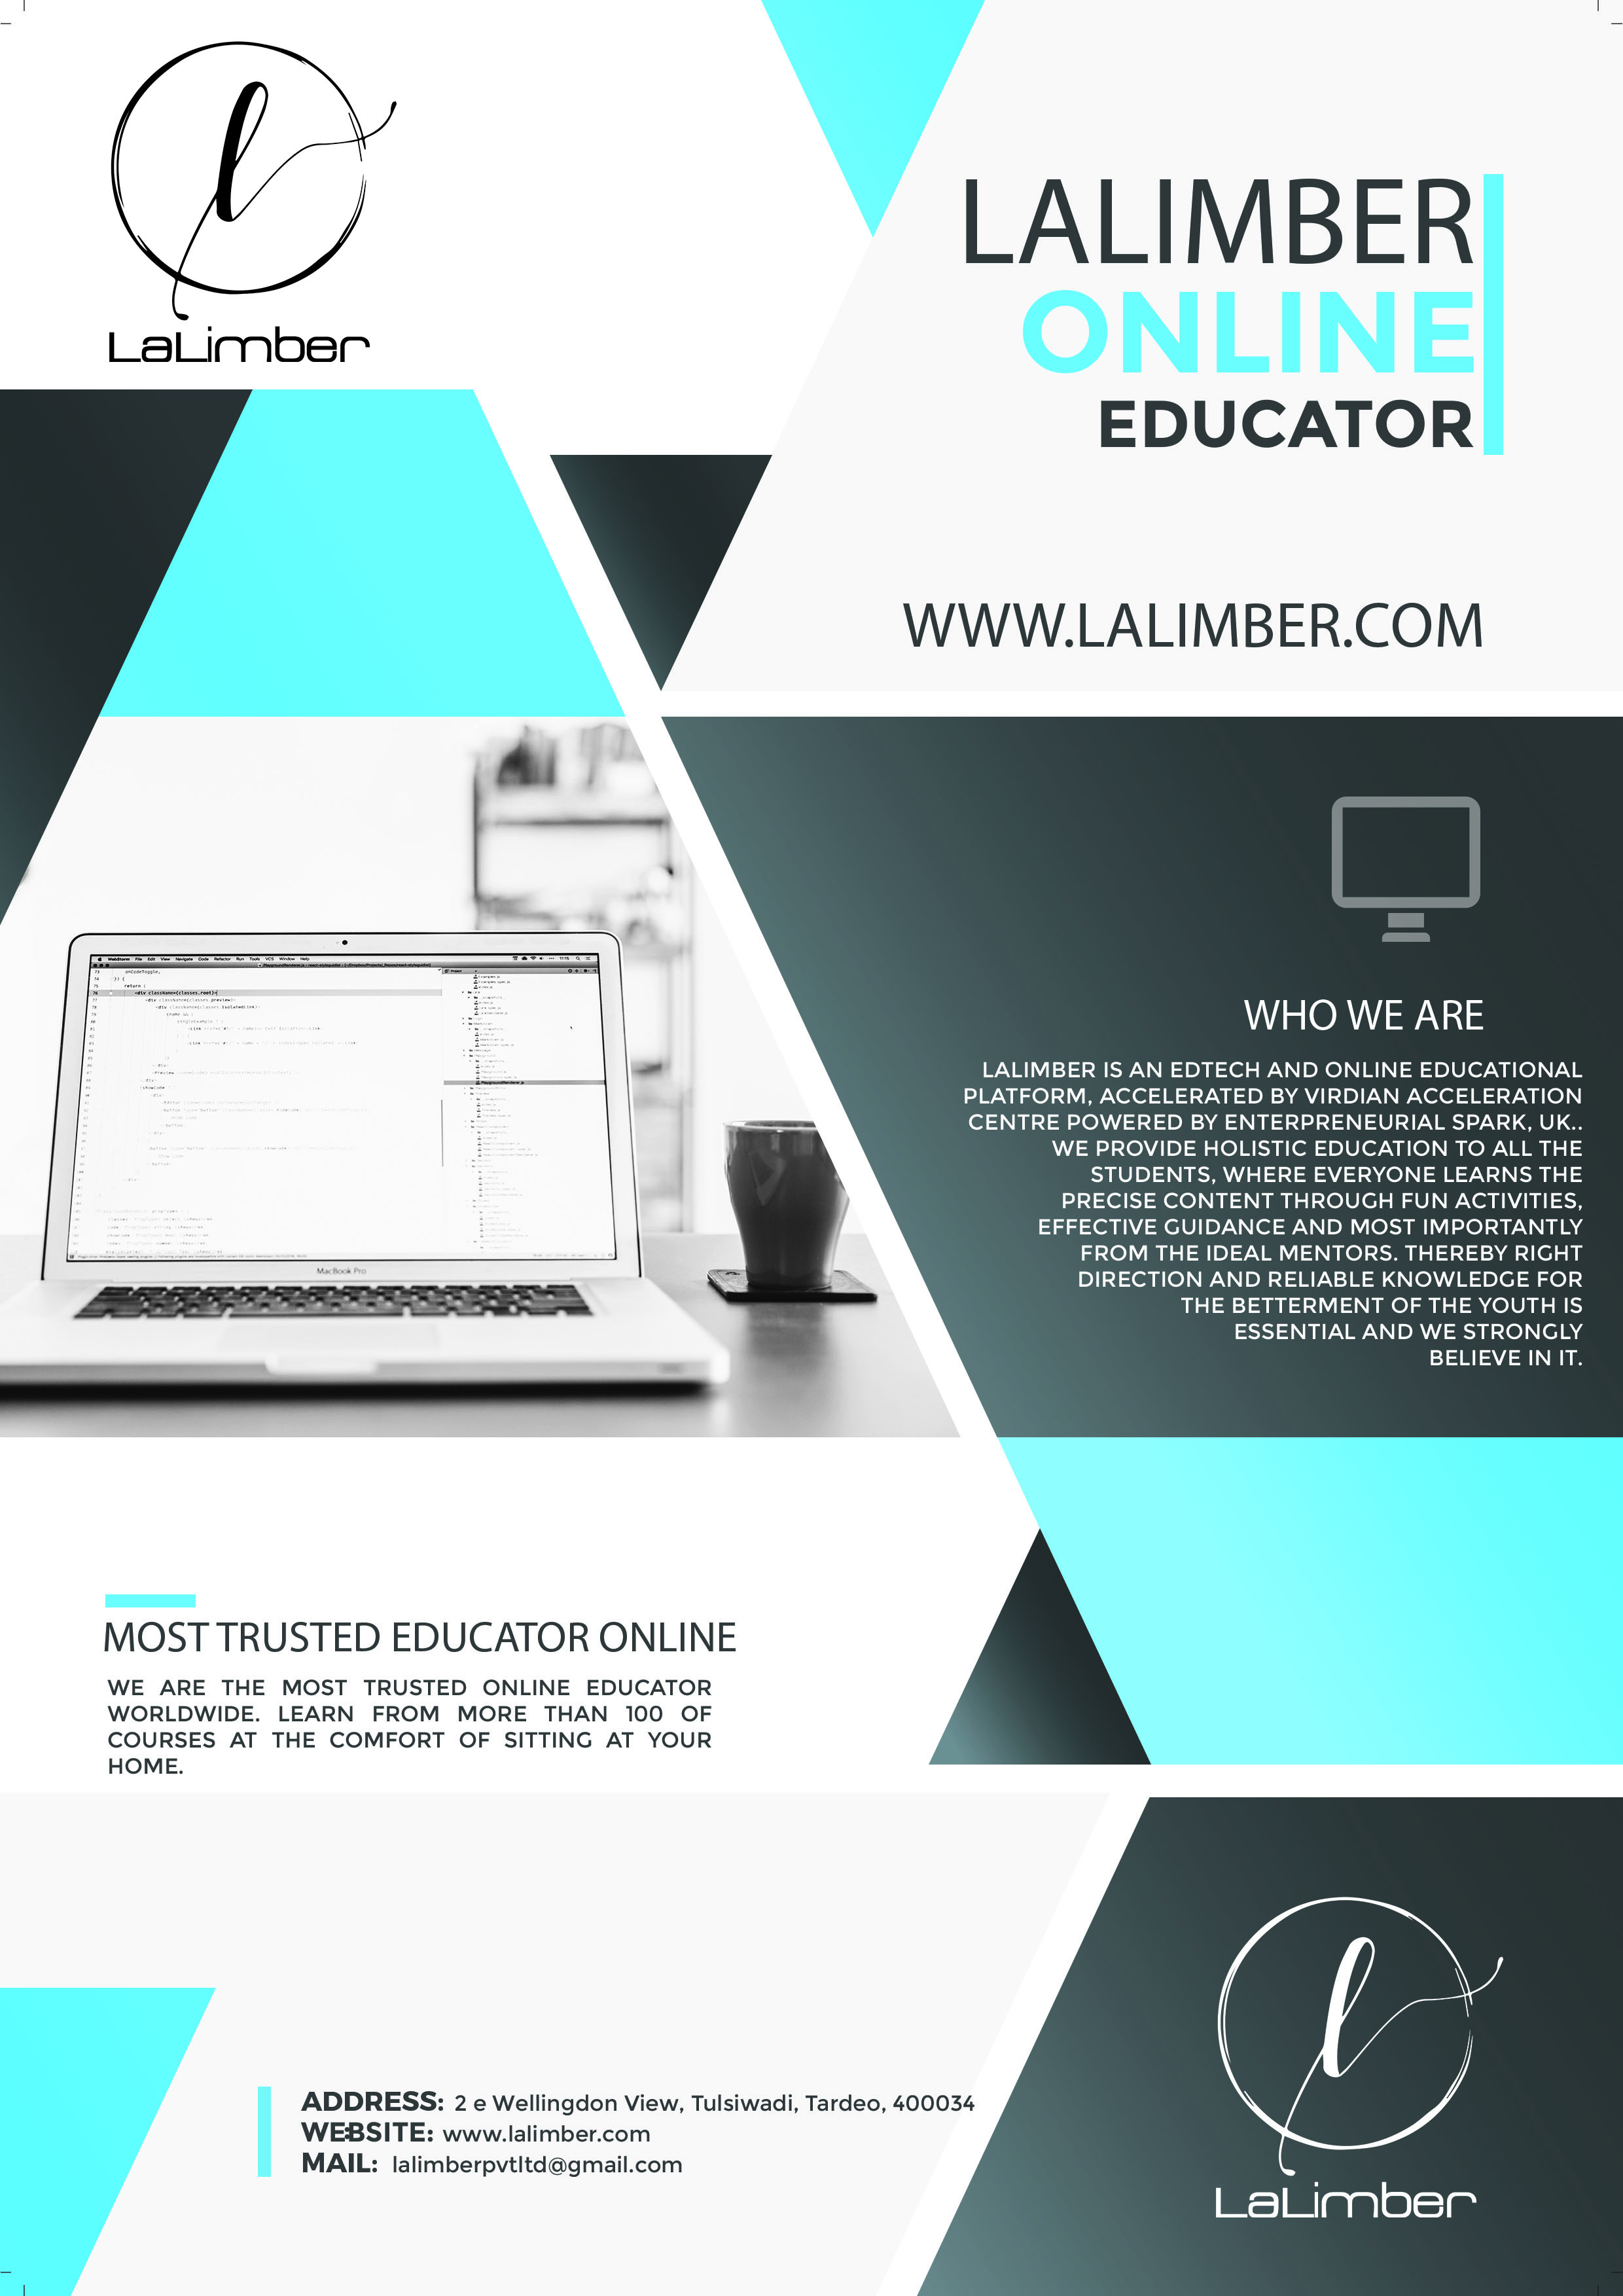 LaLimber
LALIMBER
ONLINE
EDUCATOR
WWW.LALIMBER.COM
MacBook Pro
WHO WE ARE
LALIMBER IS AN EDTECH AND ONLINE EDUCATIONAL
PLATFORM, ACCELERATED BY VIRDIAN ACCELERATION
CENTRE POWERED BY ENTERPRENEURIAL SPARK, UK..
WE PROVIDE HOLISTIC EDUCATION TO ALL THE
STUDENTS, WHERE EVERYONE LEARNS THE
PRECISE CONTENT THROUGH FUN ACTIVITIES,
EFFECTIVE GUIDANCE AND MOST IMPORTANTLY
FROM THE IDEAL MENTORS. THEREBY RIGHT
DIRECTION AND RELIABLE KNOWLEDGE FOR
THE BETTERMENT OF THE YOUTH IS
ESSENTIAL AND WE STRONGLY
BELIEVE IN IT.
MOST TRUSTED EDUCATOR ONLINE
WE ARE THE MOST TRUSTED ONLINE EDUCATOR
WORLDWIDE. LEARN FROM MORE THAN 100 OF
COURSES AT THE COMFORT OF SITTING AT YOUR
HOME.
ADDRESS: 2 e Wellingdon View, Tulsiwadi, Tardeo, 400034
WEBSITE: www.lalimber.com
MAIL: lalimberpvtltd@gmail.com
LaLimber